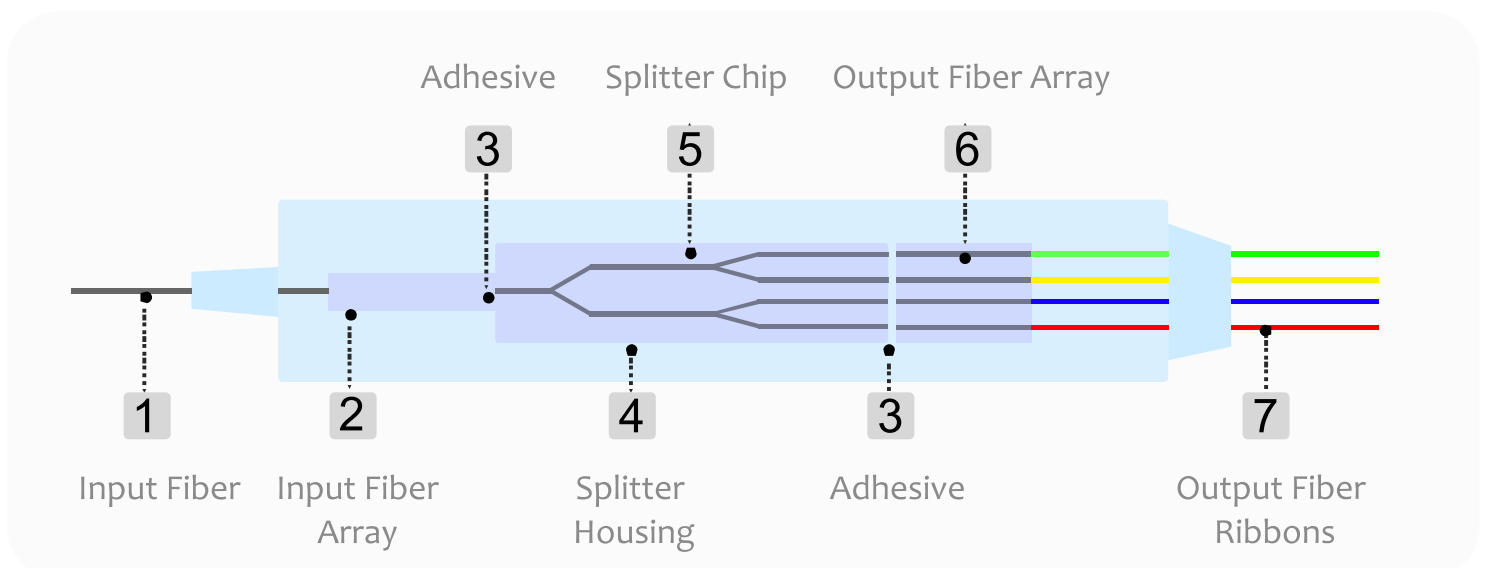 Adhesive
Splitter Chip
Output Fiber Array
3
5
6
1
2
4
3
7
Input Fiber
Input Fiber
Array
Splitter
Housing
Adhesive
Output Fiber
Ribbons